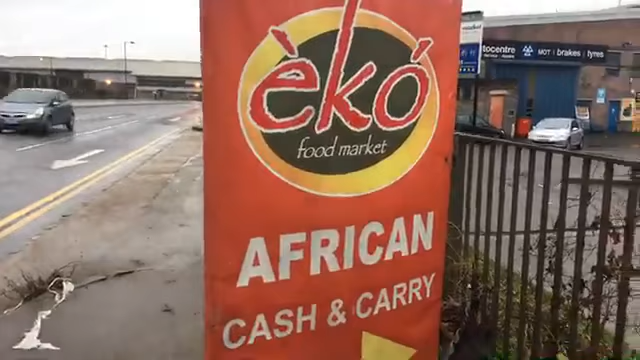 èkó
food market
AFRICAN
CASH & CARRY
tocentre
MOT | brakes | tyres